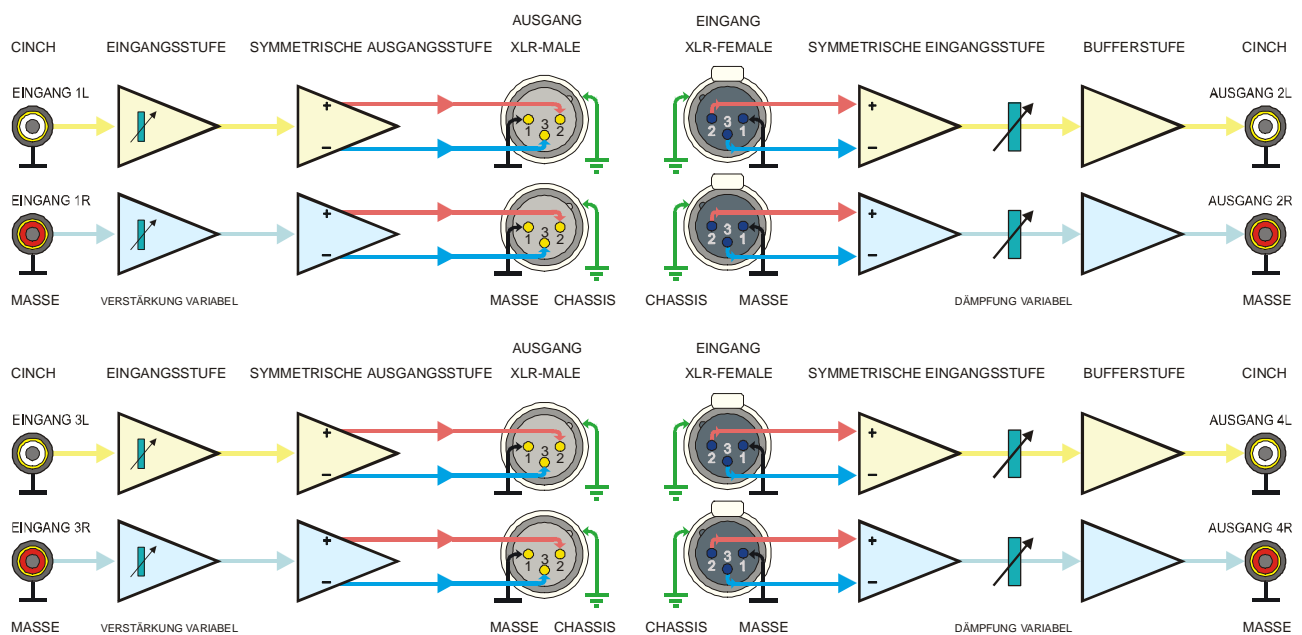 AUSGANG EINGANG
CINCH EINGANGSSTUFE SYMMETRISCHE AUSGANGSSTUFE XLR-MALE XLR-FEMALE SYMMETRISCHE EINGANGSSTUFE BUFFERSTUFE CINCH
EINGANG 1L AUSGANG 2L
+ +
1 3 2 2 3 1
− −
EINGANG 1R AUSGANG 2R
+ +
1 3 2 2 3 1
− −
MASSE VERSTÄRKUNG VARIABEL MASSE CHASSIS CHASSIS MASSE DÄMPFUNG VARIABEL MASSE
AUSGANG EINGANG
CINCH EINGANGSSTUFE SYMMETRISCHE AUSGANGSSTUFE XLR-MALE XLR-FEMALE SYMMETRISCHE EINGANGSSTUFE BUFFERSTUFE CINCH
EINGANG 3L AUSGANG 4L
+ +
1 3 2 2 3 1
− −
EINGANG 3R AUSGANG 4R
+ +
1 3 2 2 3 1
− −
MASSE VERSTÄRKUNG VARIABEL MASSE CHASSIS CHASSIS MASSE DÄMPFUNG VARIABEL MASSE